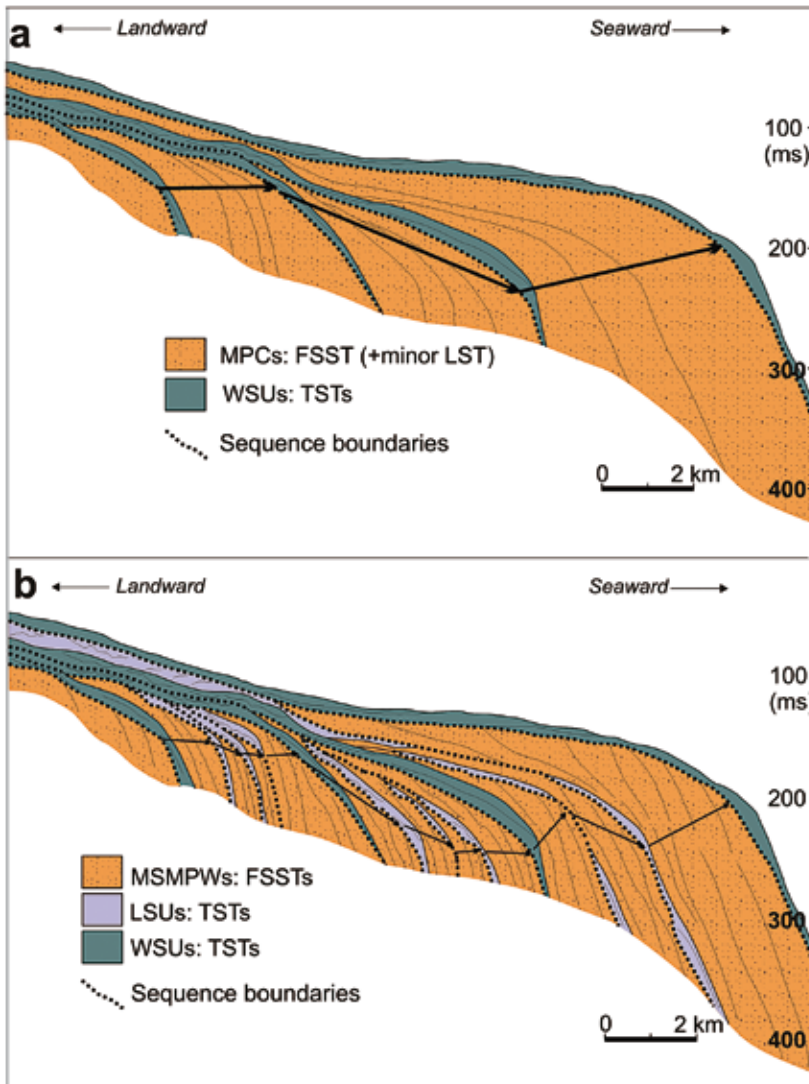 a
Landward
Seaward
100
(ms)
200
300
400
MPCs: FSST (+minor LST)
WSUs: TSTs
Sequence boundaries
0 2 km
b
Landward
Seaward
100
(ms)
200
300
400
MSMPWs: FSSTs
LSUs: TSTs
WSUs: TSTs
Sequence boundaries
0 2 km